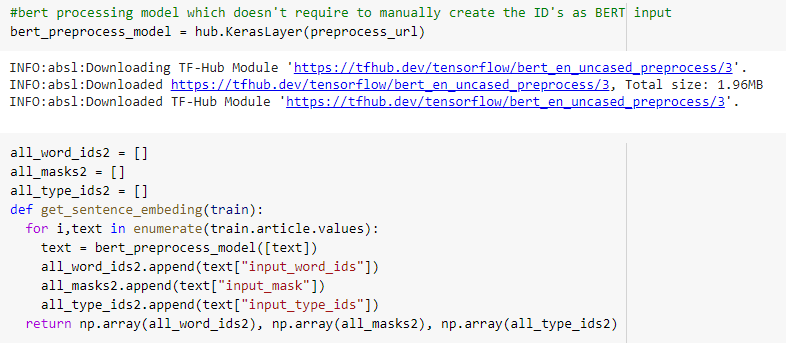 #bert processing model which doesn't require to manually create the ID's as BERT input
bert_preprocess_model = hub.KerasLayer(preprocess_url)
INFO:absl:Downloading TF-Hub Module 'https://tfhub.dev/tensorflow/bert_en_uncased_preprocess/3'.
INFO:absl:Downloaded https://tfhub.dev/tensorflow/bert_en_uncased_preprocess/3, Total size: 1.96MB
INFO:absl:Downloaded TF-Hub Module 'https://tfhub.dev/tensorflow/bert_en_uncased_preprocess/3'.
all_word_ids2 = []
all_masks2 = []
all_type_ids2 = []
def get_sentence_embeding(train):
  for i,text in enumerate(train.article.values):
    text = bert_preprocess_model([text])
    all_word_ids2.append(text["input_word_ids"])
    all_masks2.append(text["input_mask"])
    all_type_ids2.append(text["input_type_ids"])
  return np.array(all_word_ids2), np.array(all_masks2), np.array(all_type_ids2)